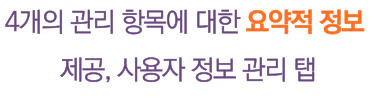 4개의 관리 항목에 대한 요약적 정보
제공, 사용자 정보 관리 탭